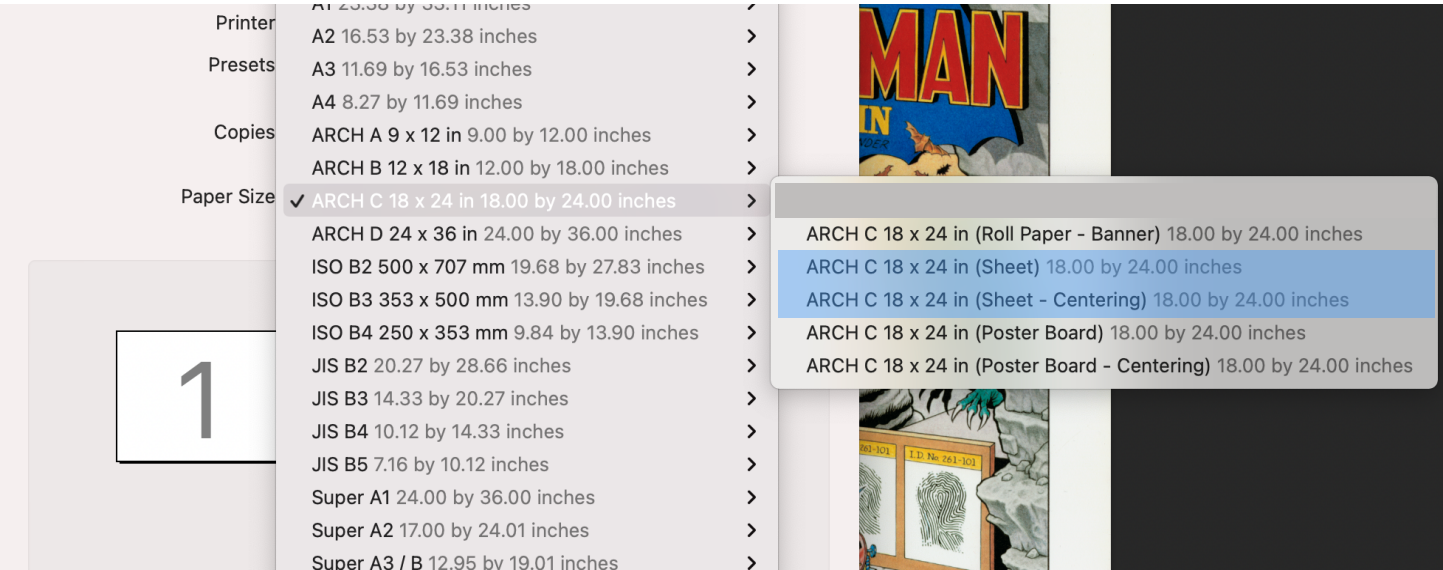 A1 23.38 by 33.11 inches
Printer
A2 16.53 by 23.38 inches
Presets
A3 11.69 by 16.53 inches
A4 8.27 by 11.69 inches
Copies
ARCH A 9 x 12 in 9.00 by 12.00 inches
ARCH B 12 x 18 in 12.00 by 18.00 inches
Paper Size
✓ ARCH C 18 x 24 in 18.00 by 24.00 inches
ARCH D 24 x 36 in 24.00 by 36.00 inches
ISO B2 500 x 707 mm 19.68 by 27.83 inches
ISO B3 353 x 500 mm 13.90 by 19.68 inches
ISO B4 250 x 353 mm 9.84 by 13.90 inches
JIS B2 20.27 by 28.66 inches
JIS B3 14.33 by 20.27 inches
JIS B4 10.12 by 14.33 inches
JIS B5 7.16 by 10.12 inches
Super A1 24.00 by 36.00 inches
Super A2 17.00 by 24.01 inches
Super A3 / B 12.95 by 19.01 inches
1
ARCH C 18 x 24 in (Roll Paper - Banner) 18.00 by 24.00 inches
ARCH C 18 x 24 in (Sheet) 18.00 by 24.00 inches
ARCH C 18 x 24 in (Sheet - Centering) 18.00 by 24.00 inches
ARCH C 18 x 24 in (Poster Board) 18.00 by 24.00 inches
ARCH C 18 x 24 in (Poster Board - Centering) 18.00 by 24.00 inches
MAN
IN
NDER
261-101
I.D. No. 261-101